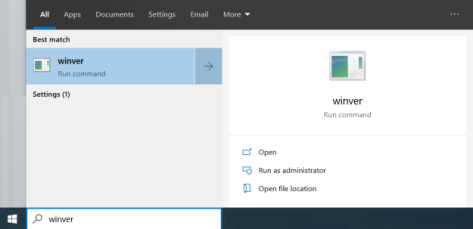 All Apps Documents Settings Email More
Best match
winver
Run command
Settings (1)
winver
Run command
Open
Run as administrator
Open file location
winver